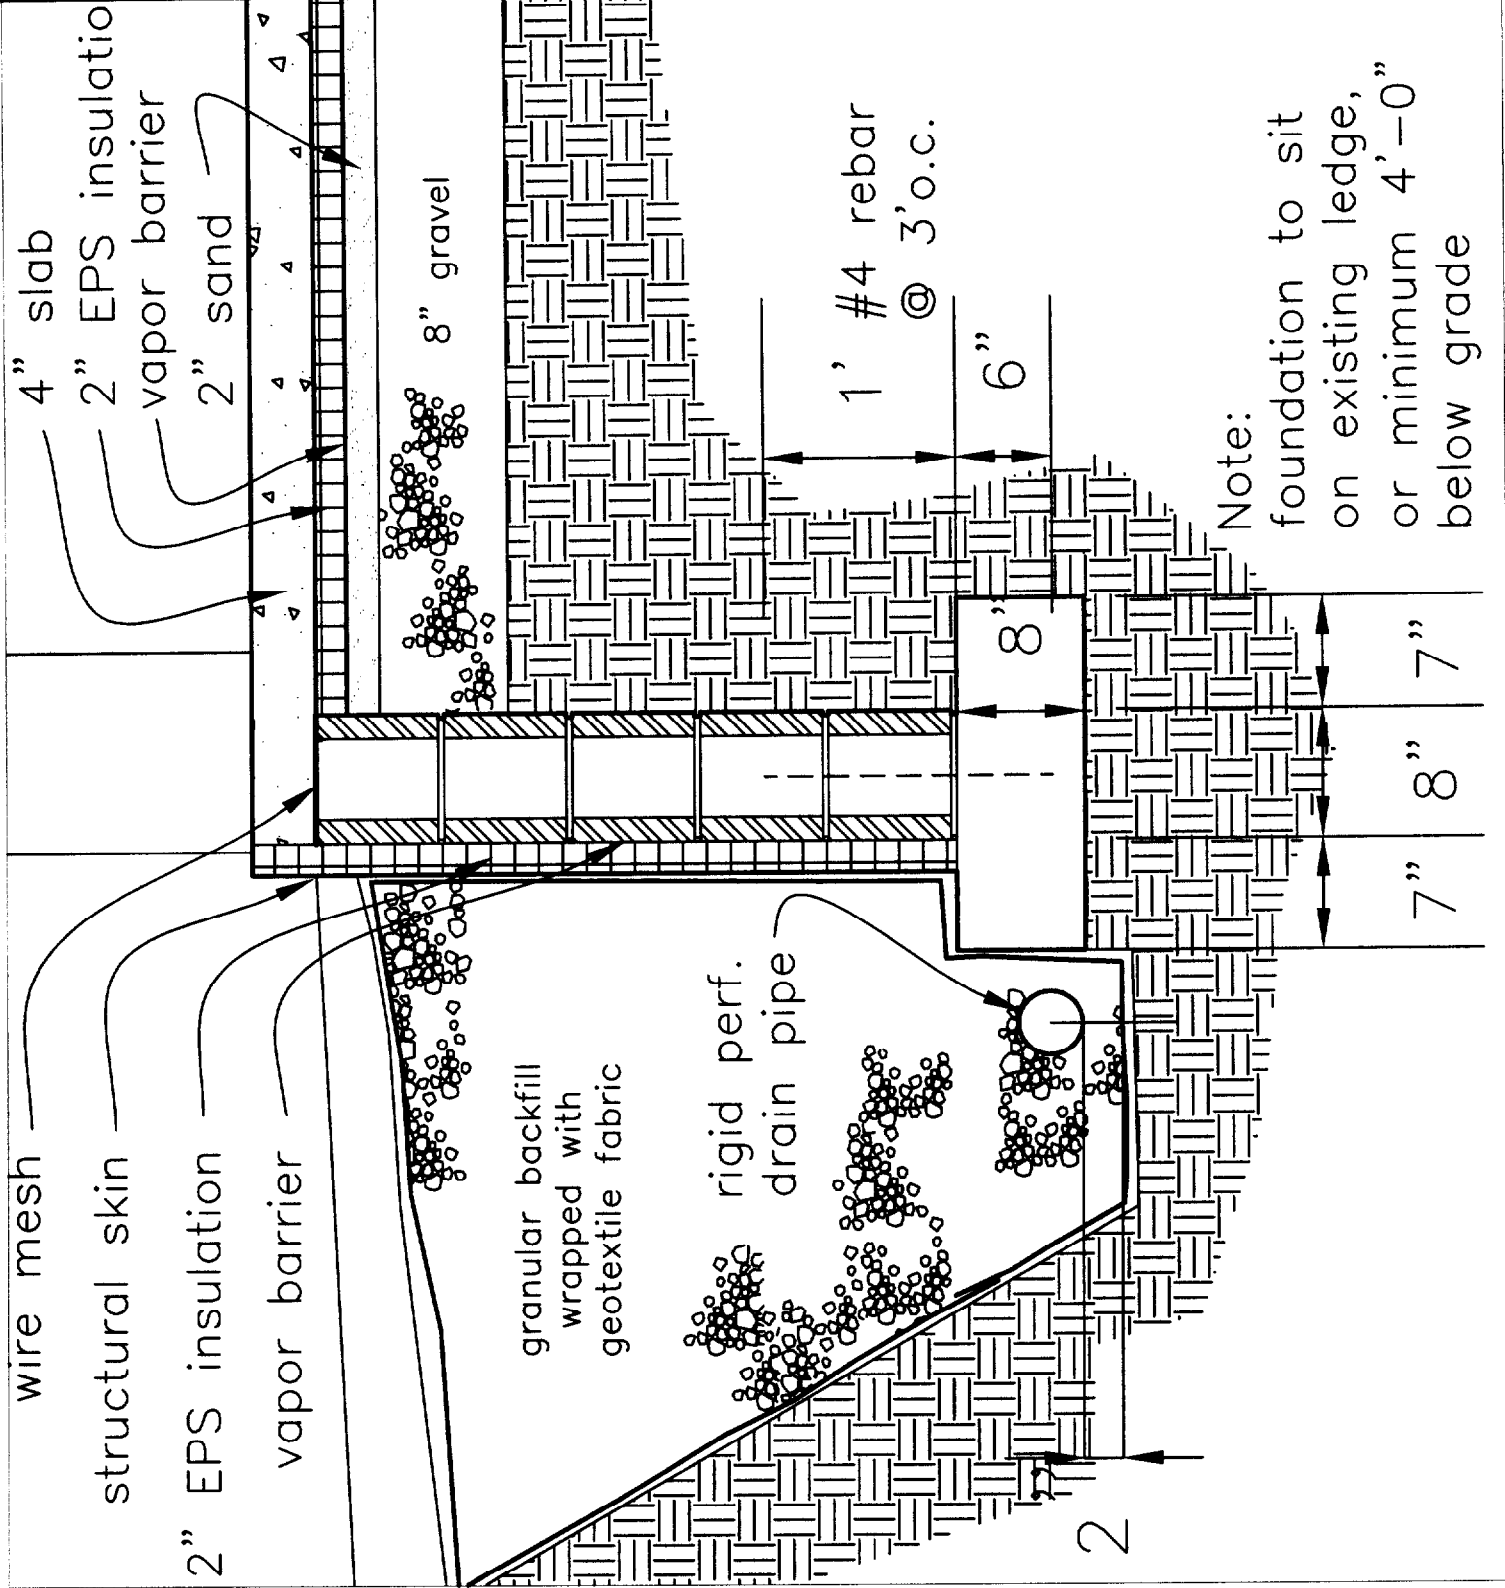 wire mesh
structural skin
2" EPS insulation
vapor barrier
4" slab
2" EPS insulatio
vapor barrier
2" sand
8" gravel
granular backfill
wrapped with
geotextile fabric
rigid perf.
drain pipe
#4 rebar
@ 3'o.c.
1'
6"
8"
2"
7"
8"
7"
Note:
foundation to sit
on existing ledge,
or minimum 4'-0"
below grade